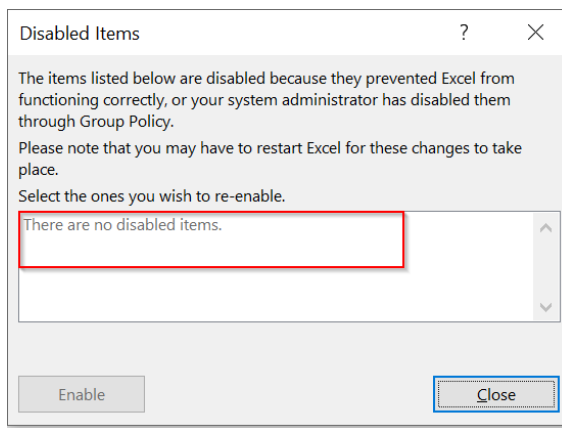 Disabled Items
?
The items listed below are disabled because they prevented Excel from
functioning correctly, or your system administrator has disabled them
through Group Policy.
Please note that you may have to restart Excel for these changes to take
place.
Select the ones you wish to re-enable.
There are no disabled items.
Enable
Close